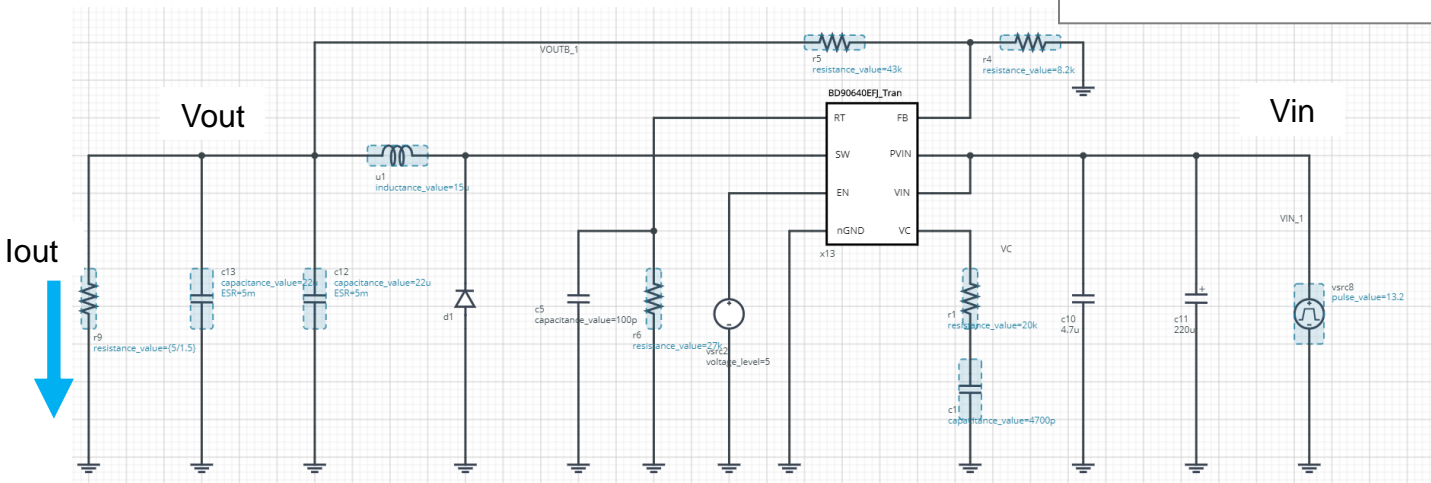 VOUTB_1
r5
resistance_value=43k
r4
resistance_value=8.2k
BD90640EFJ_Tran
Vout
Vin
RT
FB
SW
PVIN
EN
VIN
nGND
VC
x13
u1
inductance_value=15u
VC
VIN_1
Iout
c13
capacitance_value=22u
ESR=5m
c12
capacitance_value=22u
ESR=5m
d1
c5
capacitance_value=100p
r6
resistance_value=27k
vsrc2
voltage_level=5
r1
resistance_value=20k
c1
capacitance_value=4700p
c10
4.7u
+
c11
220u
vsrc8
pulse_value=13.2
r9
resistance_value={5/1.5}